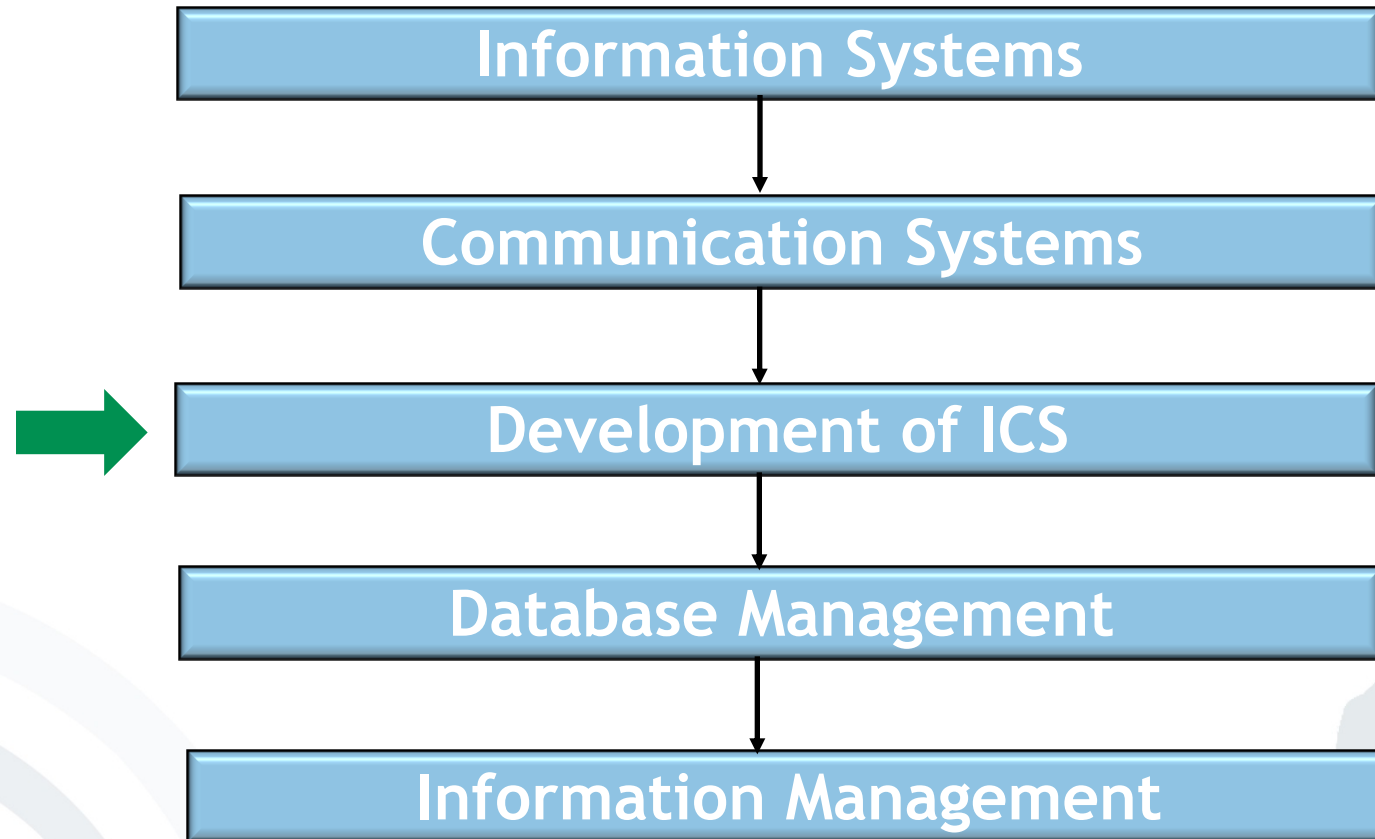 Information Systems
Communication Systems
Development of ICS
Database Management
Information Management